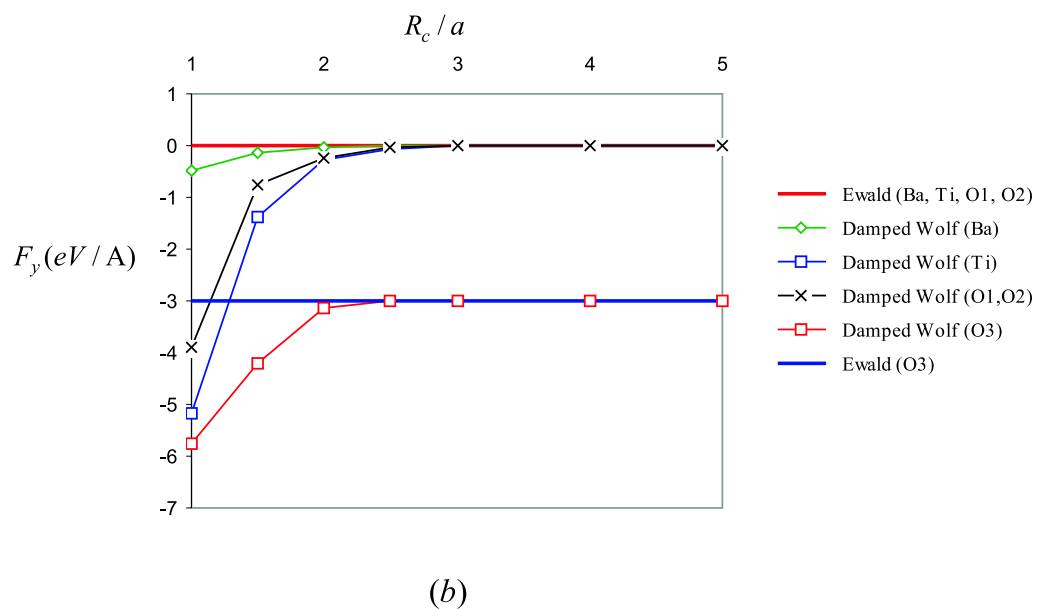 R_c / a
1 2 3 4 5
1
0
-1
-2
-3
-4
-5
-6
-7
F_y (eV / A)
Ewald (Ba, Ti, O1, O2)
Damped Wolf (Ba)
Damped Wolf (Ti)
Damped Wolf (O1,O2)
Damped Wolf (O3)
Ewald (O3)
(b)